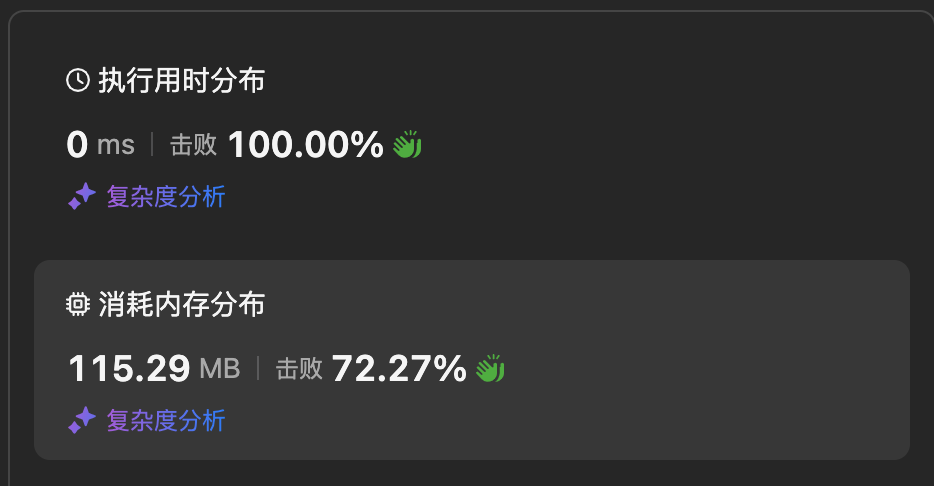 执行用时分布
0 ms | 击败 100.00%
复杂度分析
消耗内存分布
115.29 MB | 击败 72.27%
复杂度分析